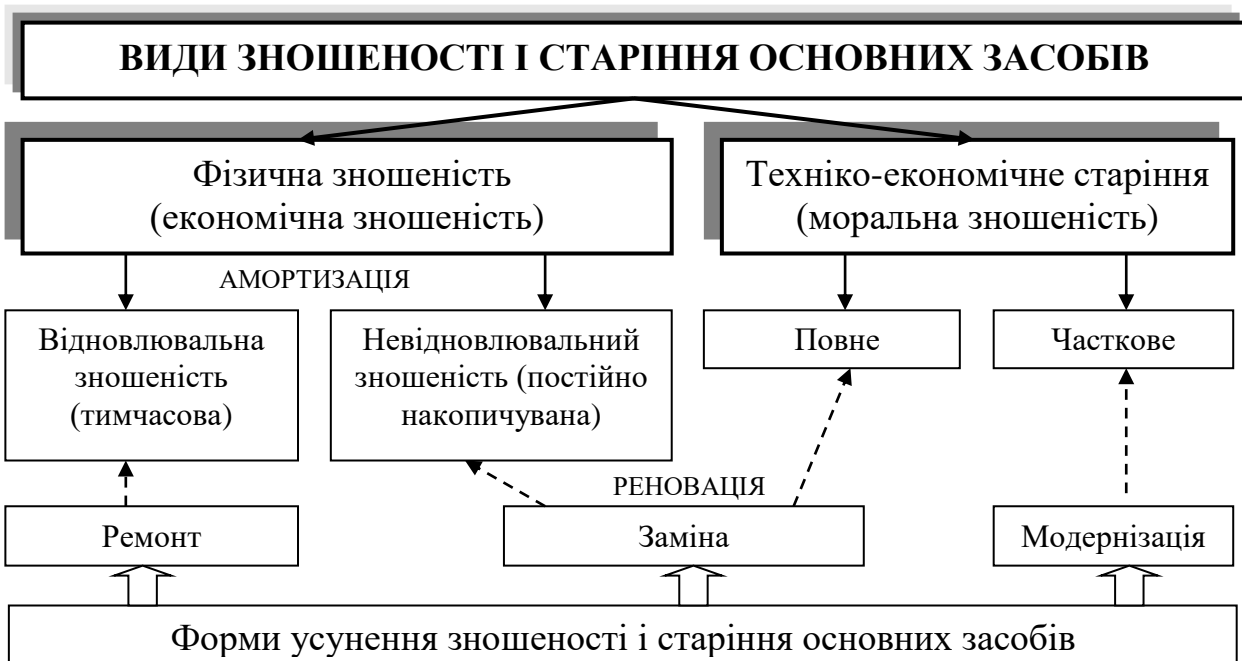 ВИДИ ЗНОШЕНОСТІ І СТАРІННЯ ОСНОВНИХ ЗАСОБІВ
Фізична зношеність
(економічна зношеність)
Техніко-економічне старіння
(моральна зношеність)
АМОРТИЗАЦІЯ
Відновлювальна
зношеність
(тимчасова)
Невідновлювальний
зношеність (постійно
накопичувана)
Повне
Часткове
РЕНОВАЦІЯ
Ремонт
Заміна
Модернізація
Форми усунення зношеності і старіння основних засобів